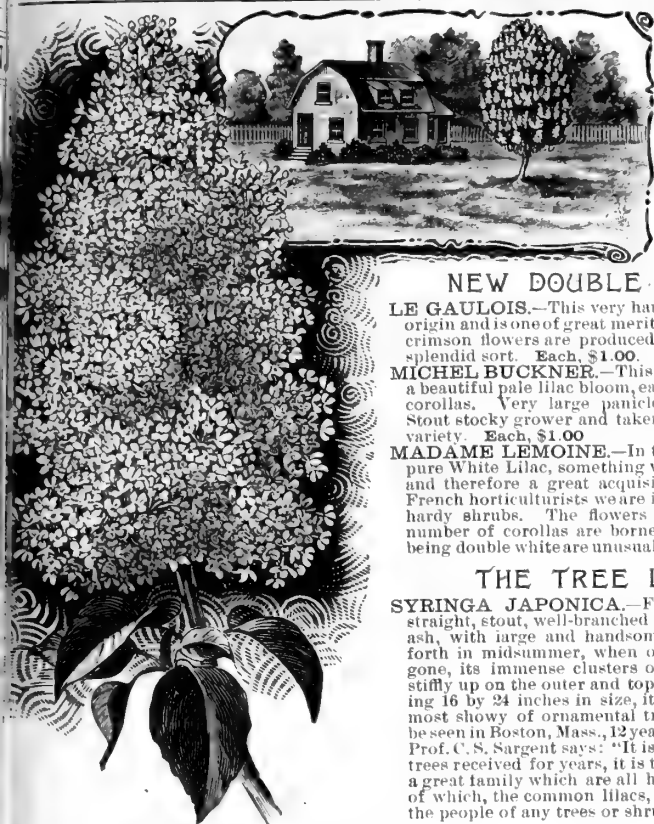 NEW DOUBLE
LE GAULOIS.—This very har
origin and is one of great merit
crimson flowers are produced
splendid sort. Each, $1.00.
MICHEL BUCKNER.—This
a beautiful pale lilac bloom, ea
corollas. Very large panicle
Stout stocky grower and taken
variety. Each, $1.00
MADAME LEMOINE.—In t
pure White Lilac, something v
and therefore a great acquisi
French horticulturists we are i
hardy shrubs. The flowers
number of corollas are borne
being double white are unusual
THE TREE L
SYRINGA JAPONICA.—F
straight, stout, well-branched
ash, with large and handsom
forth in midsummer, when o
gone, its immense clusters o
stiffly up on the outer and top
ing 16 by 24 inches in size, it
most showy of ornamental tr
be seen in Boston, Mass., 12 yea
Prof. C. S. Sargent says: "It is
trees received for years, it is t
a great family which are all h
of which, the common lilacs,
the people of any trees or shru